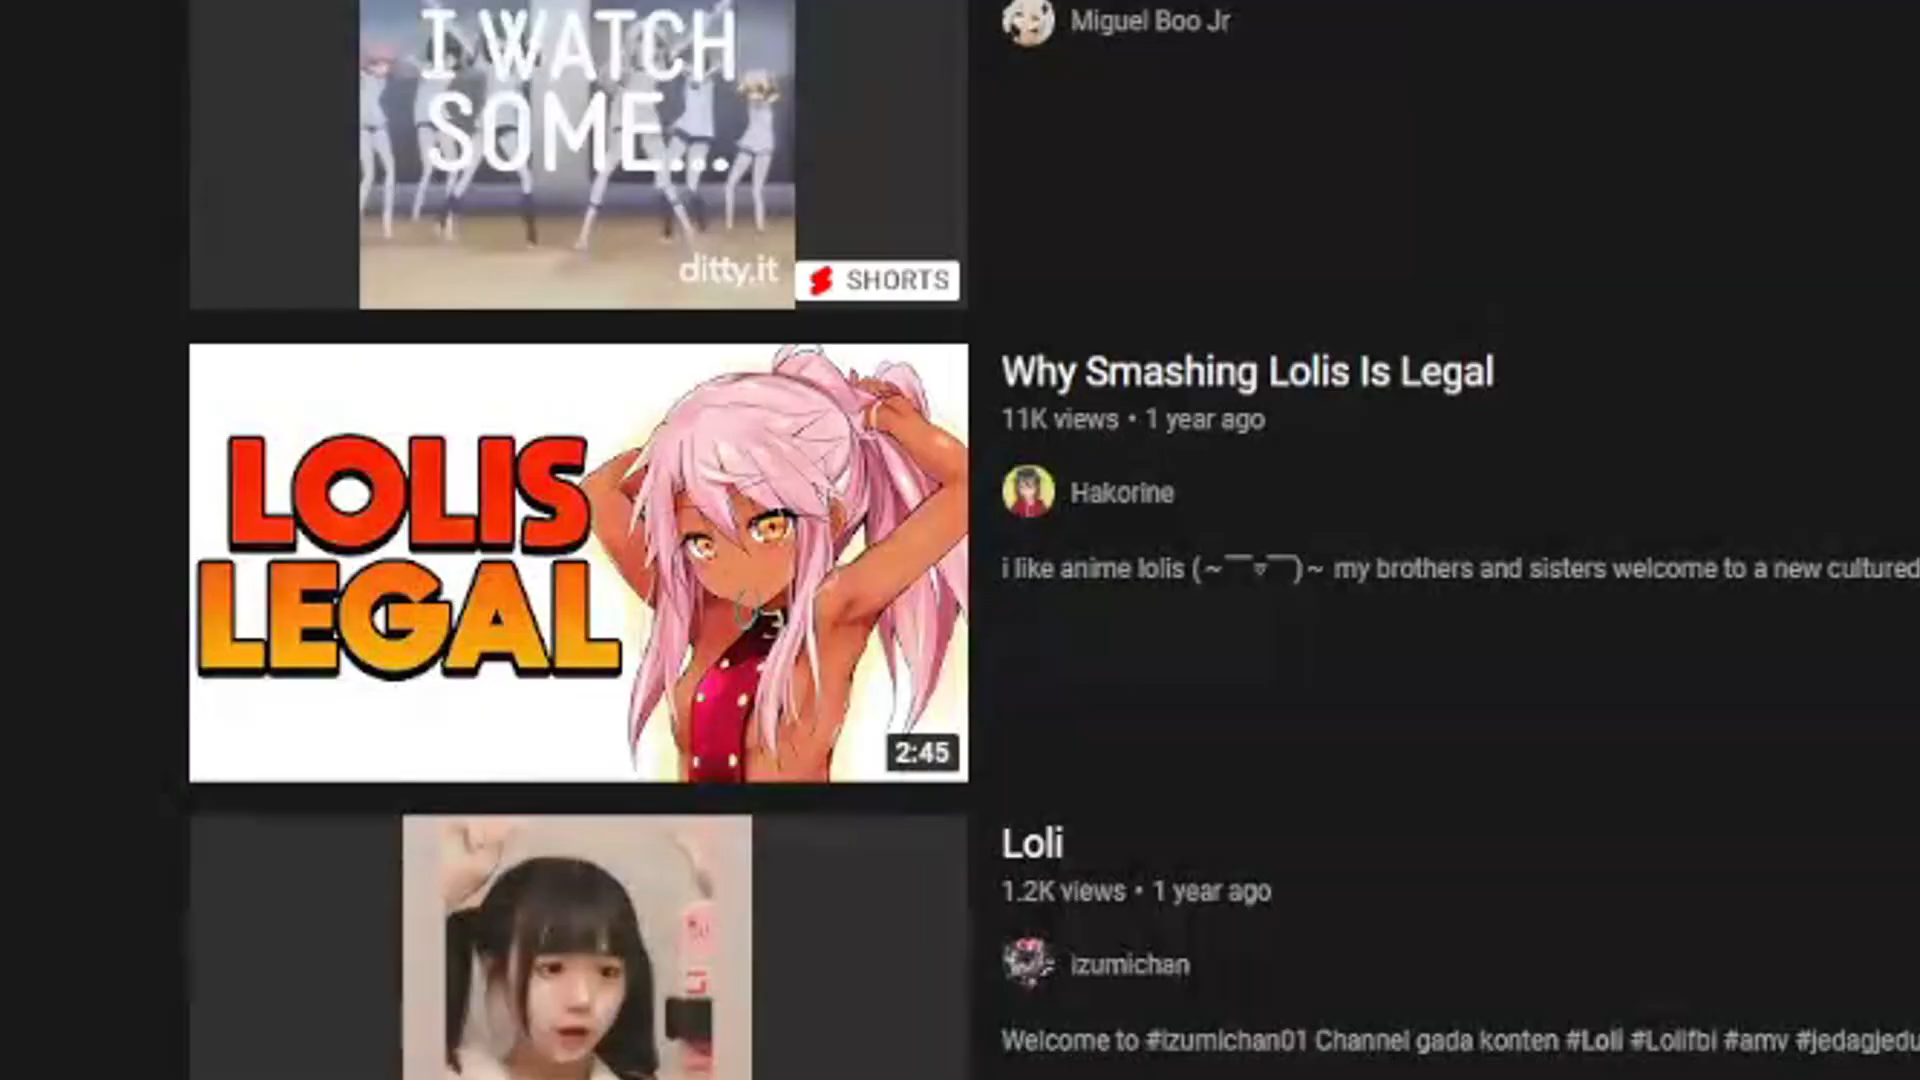 I WATCH
SOME...
ditty.it
SHORTS
Miguel Boo Jr
LOLIS
LEGAL
2:45
Why Smashing Lolis Is Legal
11K views • 1 year ago
Hakorine
i like anime lolis (~￣▿￣)~ my brothers and sisters welcome to a new cultured
Loli
1.2K views • 1 year ago
izumichan
Welcome to #izumichan01 Channel gada konten #Loli #Lolifbi #amv #jedagjedu